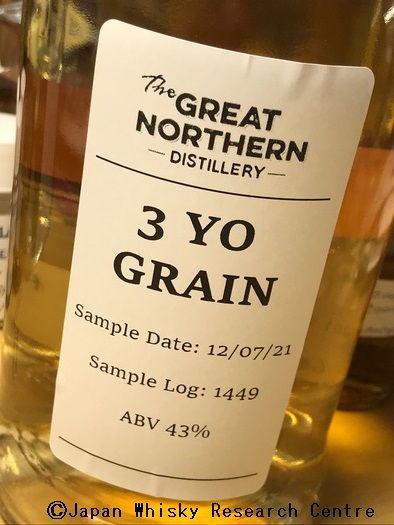 The
GREAT
NORTHERN
— DISTILLERY —
3 YO
GRAIN
Sample Date: 12/07/21
Sample Log: 1449
ABV 43%
©Japan Whisky Research Centre